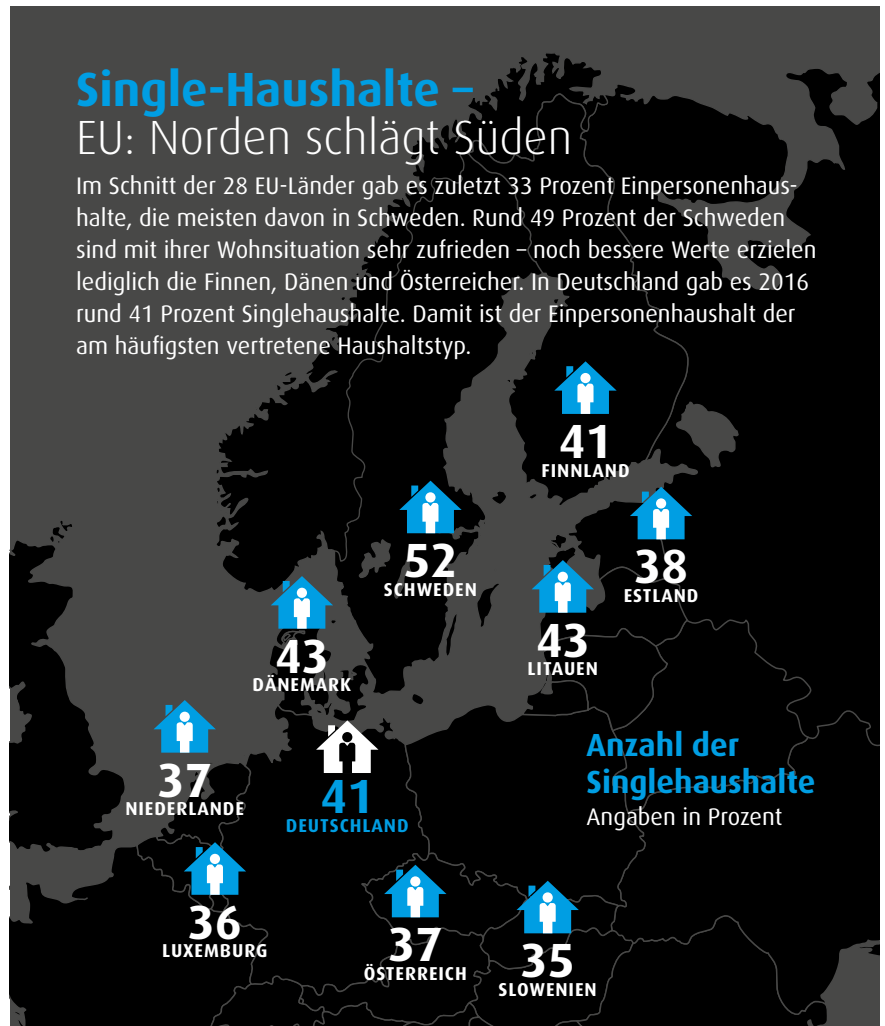 Single-Haushalte –
EU: Norden schlägt Süden
Im Schnitt der 28 EU-Länder gab es zuletzt 33 Prozent Einpersonenhaus-
halte, die meisten davon in Schweden. Rund 49 Prozent der Schweden
sind mit ihrer Wohnsituation sehr zufrieden – noch bessere Werte erzielen
lediglich die Finnen, Dänen und Österreicher. In Deutschland gab es 2016
rund 41 Prozent Singlehaushalte. Damit ist der Einpersonenhaushalt der
am häufigsten vertretene Haushaltstyp.
41
FINNLAND
52
SCHWEDEN
38
ESTLAND
43
DÄNEMARK
43
LITAUEN
37
NIEDERLANDE
41
DEUTSCHLAND
Anzahl der
Singlehaushalte
Angaben in Prozent
36
LUXEMBURG
37
ÖSTERREICH
35
SLOWENIEN